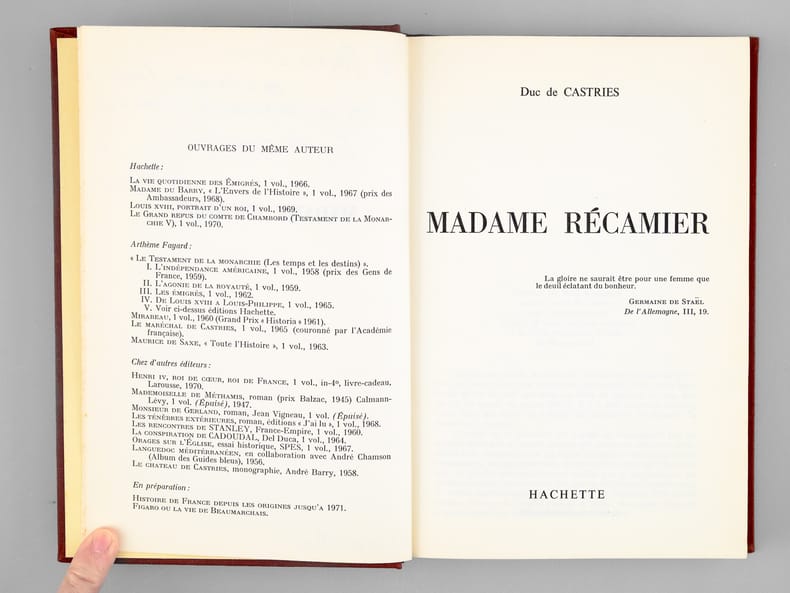 OUVRAGES DU MÊME AUTEUR
Hachette :
LA VIE QUOTIDIENNE DES ÉMIGRÉS, 1 vol., 1966.
MADAME DU BARRY, « L'Envers de l'Histoire », 1 vol., 1967 (prix des
Ambassadeurs, 1968).
LOUIS XVIII, PORTRAIT D'UN ROI, 1 vol., 1969.
LE GRAND REFUS DU COMTE DE CHAMBORD (TESTAMENT DE LA MONAR-
CHIE V), 1 vol., 1970.
Arthème Fayard :
« LE TESTAMENT DE LA MONARCHIE (Les temps et les destins) ».
I. L'INDÉPENDANCE AMÉRICAINE, 1 vol., 1958 (prix des Gens de
France, 1959).
II. L'AGONIE DE LA ROYAUTÉ, 1 vol., 1959.
III. LES ÉMIGRÉS, 1 vol., 1962.
IV. DE LOUIS XVIII A LOUIS-PHILIPPE, 1 vol., 1965.
V. Voir ci-dessus éditions Hachette.
MIRABEAU, 1 vol., 1960 (Grand Prix « Historia » 1961).
LE MARÉCHAL DE CASTRIES, 1 vol., 1965 (couronné par l'Académie
française).
MAURICE DE SAXE, « Toute l'Histoire », 1 vol., 1963.
Chez d'autres éditeurs :
HENRI IV, ROI DE CŒUR, ROI DE FRANCE, 1 vol., in-4º, livre-cadeau.
Larousse, 1970.
MADEMOISELLE DE MÉTHAMIS, roman (prix Balzac, 1945) Calmann-
Lévy, 1 vol. (Épuisé), 1947.
MONSIEUR DE GERLAND, roman, Jean Vigneau, 1 vol. (Épuisé).
LES TÉNÈBRES EXTÉRIEURES, roman, éditions « J'ai lu », 1 vol., 1968.
LES RENCONTRES DE STANLEY, France-Empire, 1 vol., 1960.
LA CONSPIRATION DE CADOUDAL, Del Duca, 1 vol., 1964.
ORAGES SUR L'ÉGLISE, essai historique, SPES, 1 vol., 1967.
LANGUEDOC MÉDITERRANÉEN, en collaboration avec André Chamson
(Album des Guides bleus), 1956.
LE CHATEAU DE CASTRIES, monographie, André Barry, 1958.
En préparation :
HISTOIRE DE FRANCE DEPUIS LES ORIGINES JUSQU'A 1971.
FIGARO OU LA VIE DE BEAUMARCHAIS.
Duc de CASTRIES
MADAME RÉCAMIER
La gloire ne saurait être pour une femme que
le deuil éclatant du bonheur.
GERMAINE DE STAËL
De l'Allemagne, III, 19.
HACHETTE